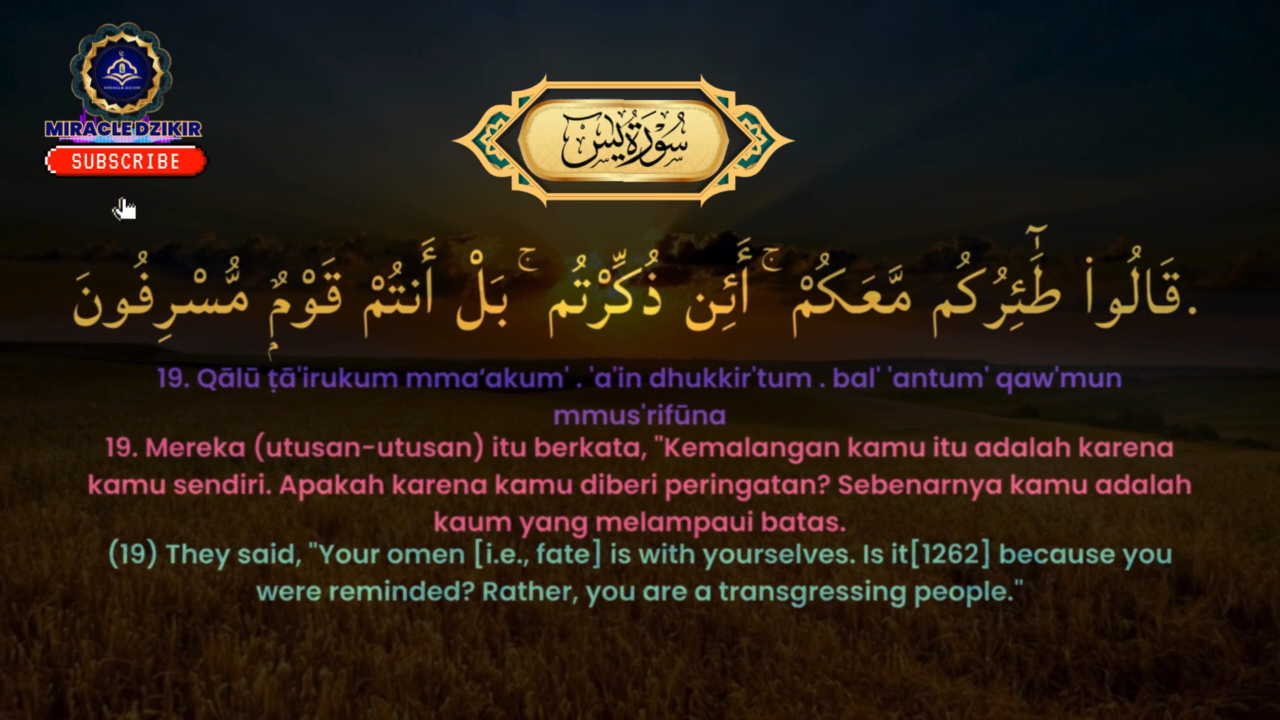 MIRACLE DZIKIR
SUBSCRIBE
سُورَةُ يس
قَالُوا۟ طَٰٓئِرُكُم مَّعَكُمْ ۚ أَئِن ذُكِّرْتُم ۚ بَلْ أَنتُمْ قَوْمٌۭ مُّسْرِفُونَ.
19. Qālū ṭā'irukum mma‘akum' . 'a'in dhukkir'tum . bal' 'antum' qaw'mun
mmus'rifūna
19. Mereka (utusan-utusan) itu berkata, "Kemalangan kamu itu adalah karena
kamu sendiri. Apakah karena kamu diberi peringatan? Sebenarnya kamu adalah
kaum yang melampaui batas.
(19) They said, "Your omen [i.e., fate] is with yourselves. Is it[1262] because you
were reminded? Rather, you are a transgressing people."